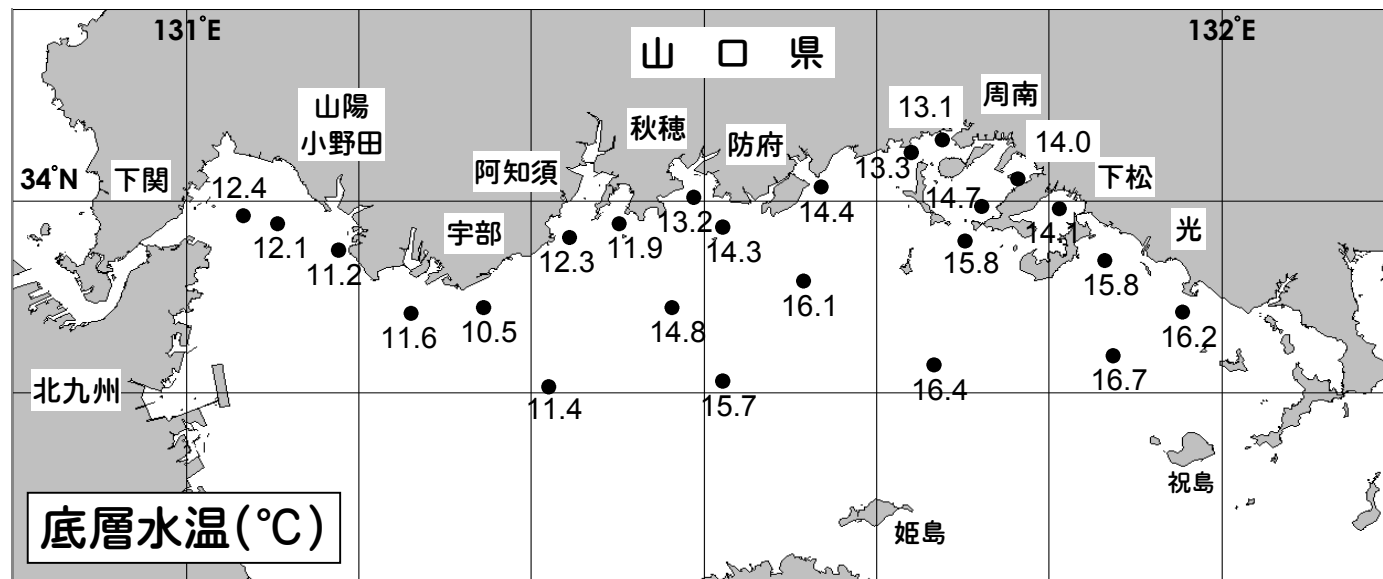 131°E
132°E
山 口 県
山陽
小野田
秋穂
防府
13.1
周南
14.0
下関
34°N
12.4
阿知須
13.3
下松
12.1
11.2
宇部
12.3
11.9
13.2
14.3
14.4
14.7
15.8
14.1
光
15.8
11.6
10.5
14.8
16.1
16.2
北九州
11.4
15.7
16.4
16.7
祝島
姫島
底層水温(℃)